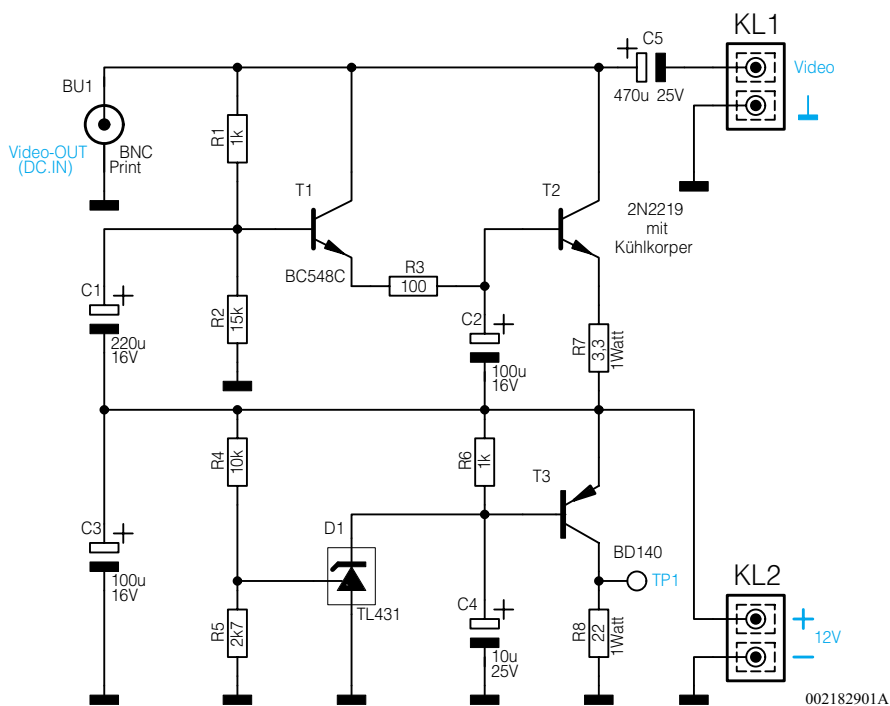 KL1
C5
470u 25V
Video
BU1
Video-OUT
(DC.IN)
BNC
Print
R1
1k
T1
BC548C
T2
2N2219
mit
Kühlkorper
R3
100
C1
220u
16V
R2
15k
C2
100u
16V
R7
3,3
1Watt
R4
10k
R6
1k
T3
BD140
TP1
C3
100u
16V
D1
TL431
R5
2k7
C4
10u
25V
R8
22
1Watt
KL2
+
12V
−
002182901A